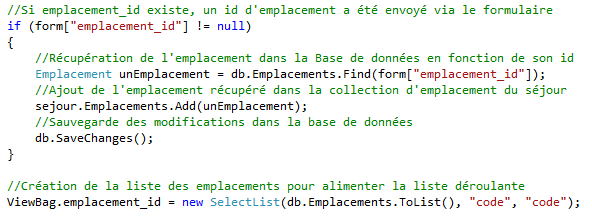 //Si emplacement_id existe, un id d'emplacement a été envoyé via le formulaire
if (form["emplacement_id"] != null)
{
    //Récupération de l'emplacement dans la Base de données en fonction de son id
    Emplacement unEmplacement = db.Emplacements.Find(form["emplacement_id"]);
    //Ajout de l'emplacement récupéré dans la collection d'emplacement du séjour
    sejour.Emplacements.Add(unEmplacement);
    //Sauvegarde des modifications dans la base de données
    db.SaveChanges();
}

//Création de la liste des emplacements pour alimenter la liste déroulante
ViewBag.emplacement_id = new SelectList(db.Emplacements.ToList(), "code", "code");